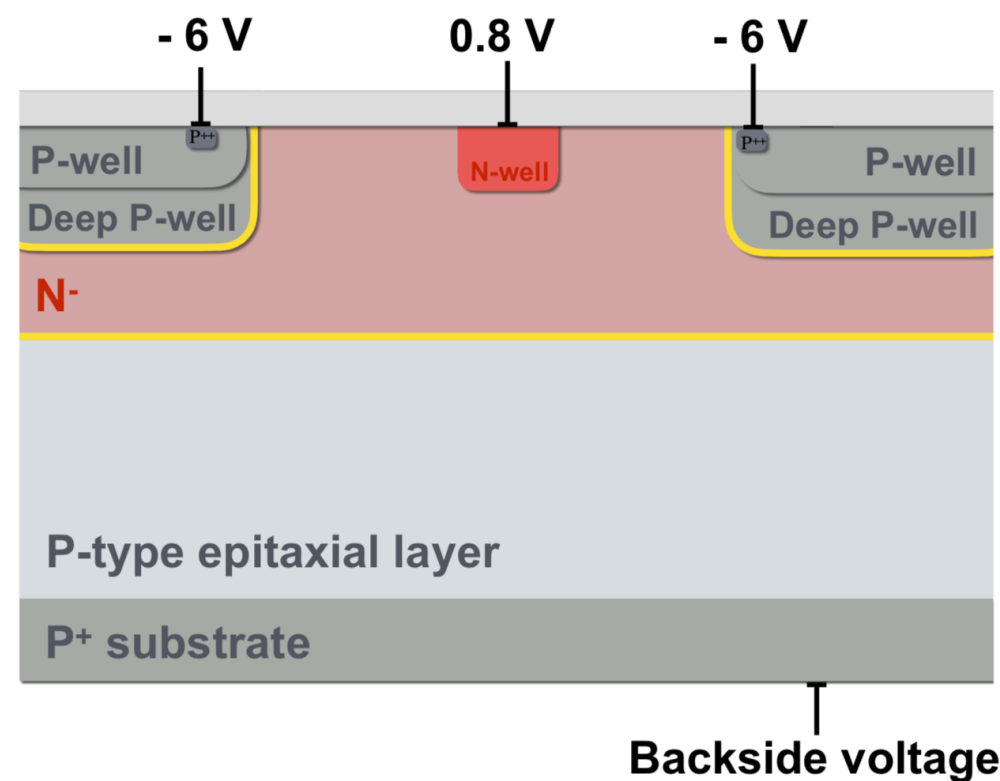 - 6 V
0.8 V
- 6 V
P++
P++
P-well
N-well
P-well
Deep P-well
Deep P-well
N-
P-type epitaxial layer
P+ substrate
Backside voltage